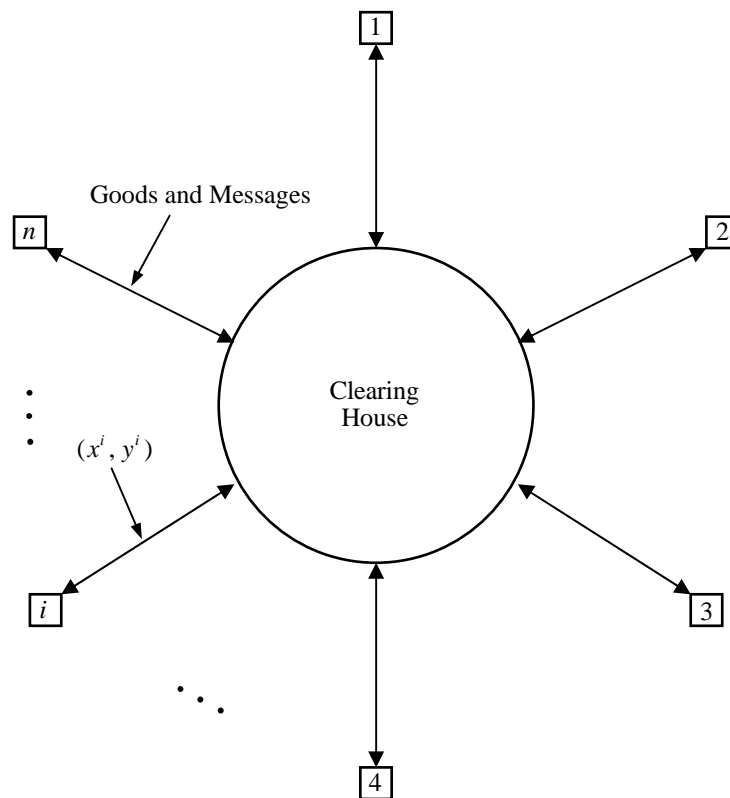 1
Goods and Messages
n
2
Clearing
House
(x^i, y^i)
i
3
4